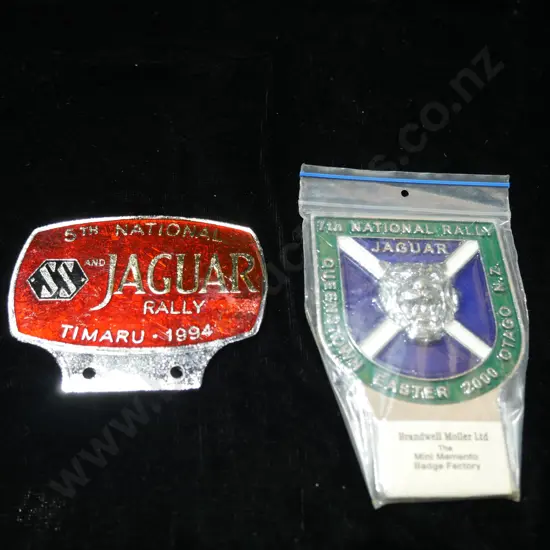 5TH NATIONAL
SS AND JAGUAR
RALLY
TIMARU · 1994
7th NATIONAL RALLY
JAGUAR
QUEENSTOWN EASTER 2000 OTAGO N.Z.
Brandwell Moller Ltd
The
Mini Memento
Badge Factory